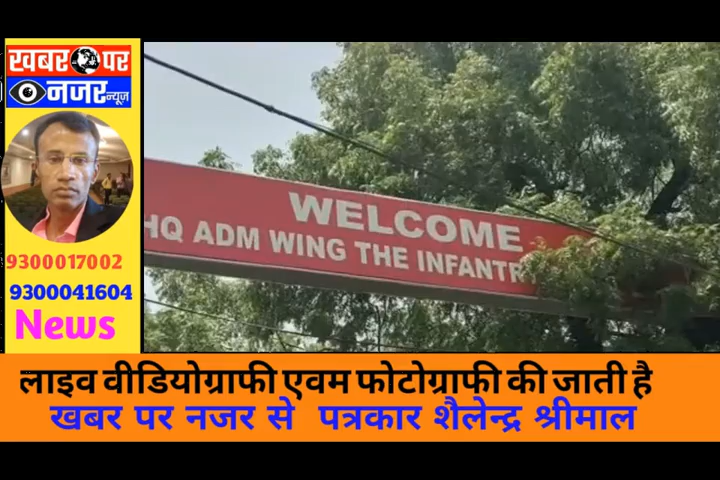 खबर पर
नजर न्यूज़
WELCOME
HQ ADM WING THE INFANTR
9300017002
9300041604
News
लाइव वीडियोग्राफी एवम फोटोग्राफी की जाती है
खबर पर नजर से पत्रकार शैलेन्द्र श्रीमाल